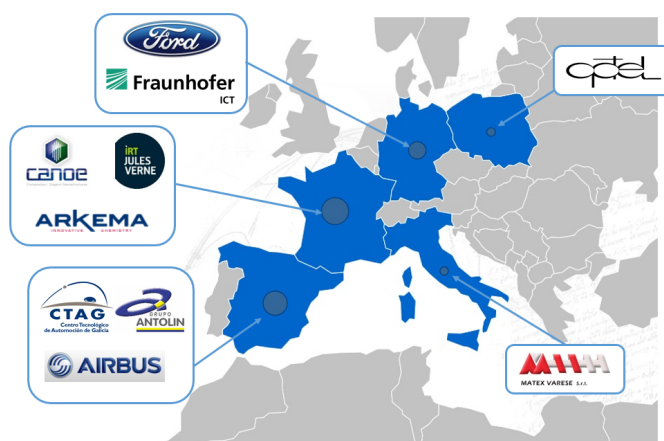 Ford
Fraunhofer
ICT
canoe
IRT
JULES
VERNE
ARKEMA
INNOVATIVE CHEMISTRY
CTAG
Centro Tecnológico
de Automoción de Galicia
GRUPO
ANTOLIN
AIRBUS
MATEX VARESE S.r.l.